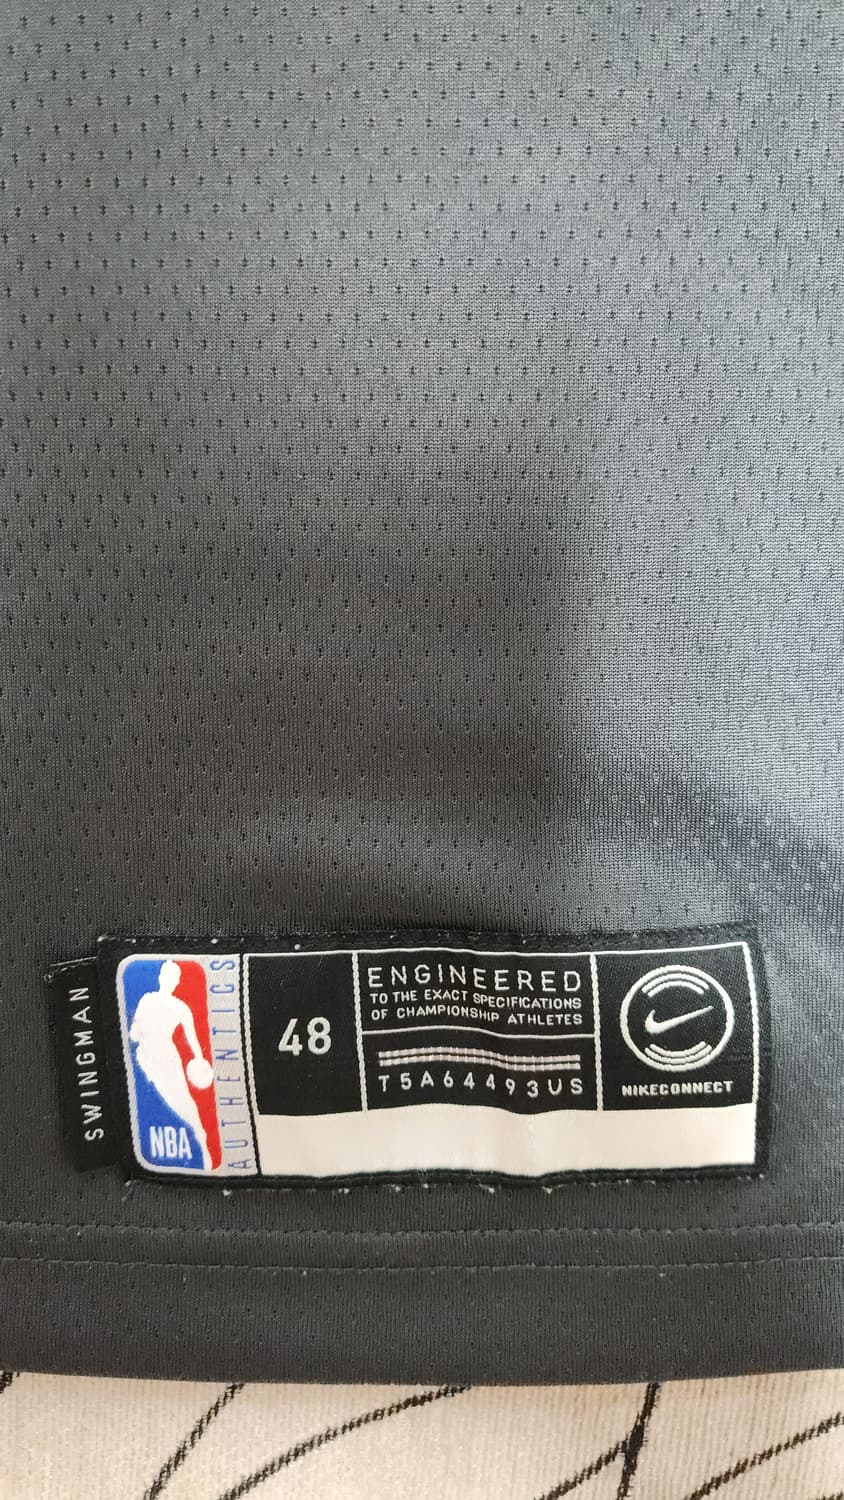 SWINGMAN
NBA
AUTHENTICS
48
ENGINEERED
TO THE EXACT SPECIFICATIONS
OF CHAMPIONSHIP ATHLETES
T5A64493US
NIKECONNECT